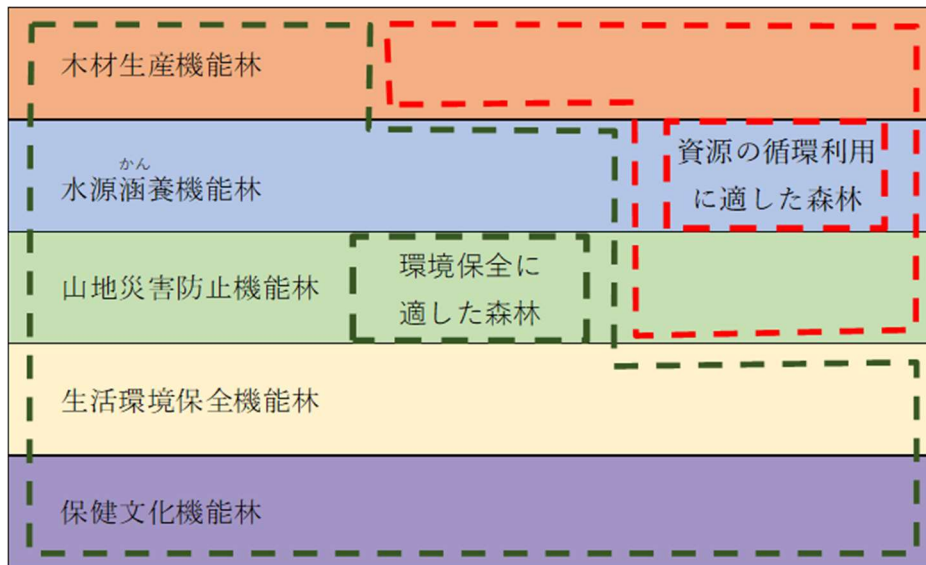 木材生産機能林
かん
水源涵養機能林
資源の循環利用
に適した森林
山地災害防止機能林
環境保全に
適した森林
生活環境保全機能林
保健文化機能林